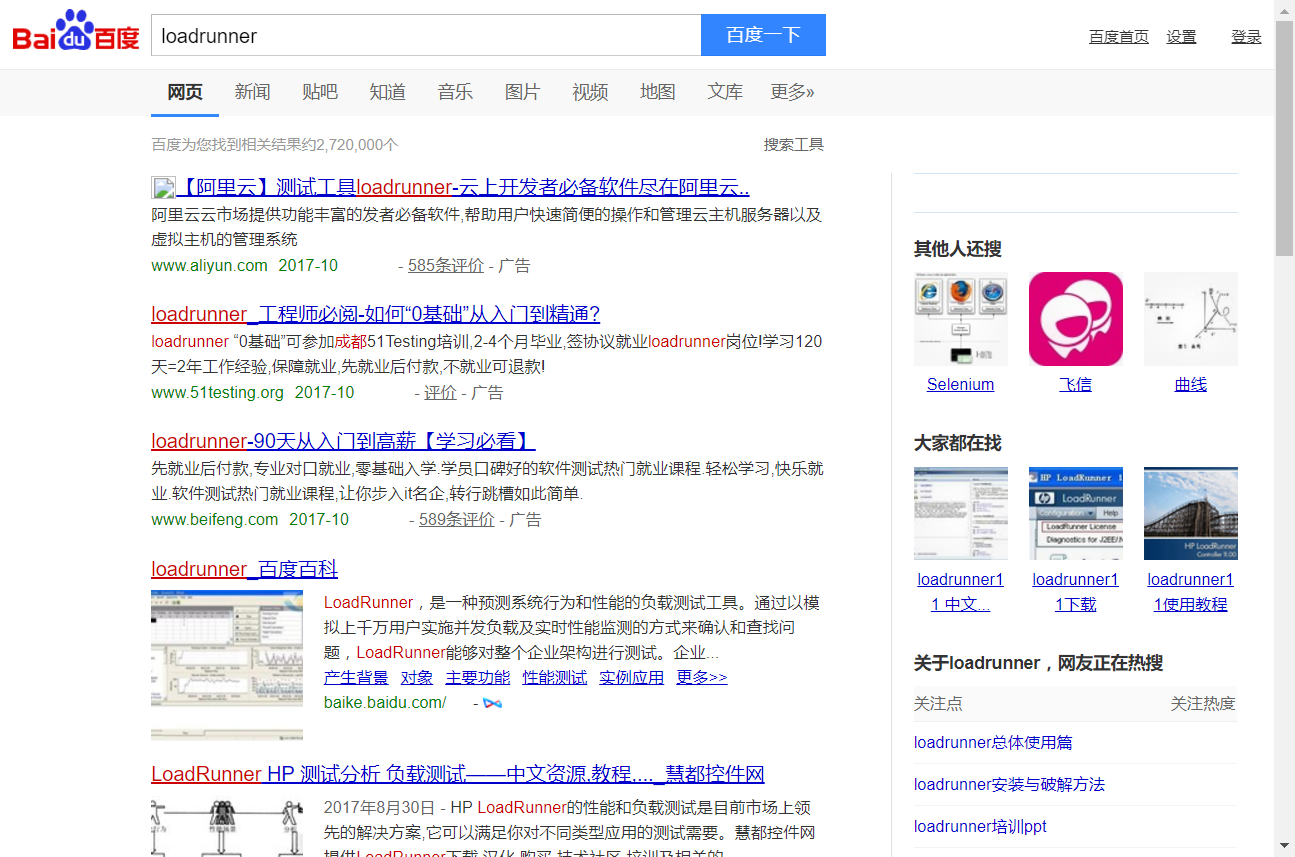 Bai du 百度
loadrunner
百度一下
百度首页 设置 登录
网页 新闻 贴吧 知道 音乐 图片 视频 地图 文库 更多»
百度为您找到相关结果约2,720,000个 搜索工具
【阿里云】测试工具loadrunner-云上开发者必备软件尽在阿里云..
阿里云云市场提供功能丰富的发者必备软件,帮助用户快速简便的操作和管理云主机服务器以及
虚拟主机的管理系统
www.aliyun.com 2017-10 - 585条评价 - 广告
loadrunner_工程师必阅-如何“0基础”从入门到精通?
loadrunner “0基础”可参加成都51Testing培训,2-4个月毕业,签协议就业loadrunner岗位!学习120
天=2年工作经验,保障就业,先就业后付款,不就业可退款!
www.51testing.org 2017-10 - 评价 - 广告
loadrunner-90天从入门到高薪【学习必看】
先就业后付款,专业对口就业,零基础入学.学员口碑好的软件测试热门就业课程.轻松学习,快乐就
业.软件测试热门就业课程,让你步入it名企,转行跳槽如此简单.
www.beifeng.com 2017-10 - 589条评价 - 广告
loadrunner_百度百科
LoadRunner，是一种预测系统行为和性能的负载测试工具。通过以模
拟上千万用户实施并发负载及实时性能监测的方式来确认和查找问
题，LoadRunner能够对整个企业架构进行测试。企业...
产生背景 对象 主要功能 性能测试 实例应用 更多>>
baike.baidu.com/ -
LoadRunner HP 测试分析 负载测试——中文资源,教程,..._慧都控件网
2017年8月30日 - HP LoadRunner的性能和负载测试是目前市场上领
先的解决方案,它可以满足你对不同类型应用的测试需要。慧都控件网
提供LoadRunner下载,汉化,购买,技术社区,培训及相关的
其他人还搜
Selenium 飞信 曲线
大家都在找
HP LoadRunner 1
LoadRunner
Configuration Help
LoadRunner License
Diagnostics for J2EE/
HP LoadRunner
loadrunner1 loadrunner1 loadrunner1
1 中文... 1下载 1使用教程
关于loadrunner，网友正在热搜
关注点 关注热度
loadrunner总体使用篇
loadrunner安装与破解方法
loadrunner培训ppt